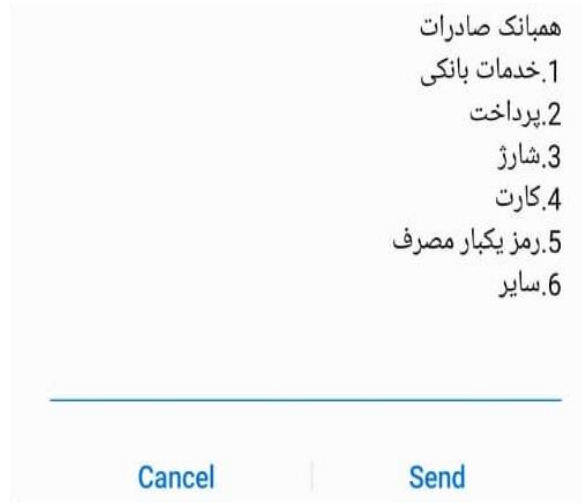 همبانک صادرات
1.خدمات بانکی
2.پرداخت
3.شارژ
4.کارت
5.رمز یکبار مصرف
6.سایر
Cancel
Send